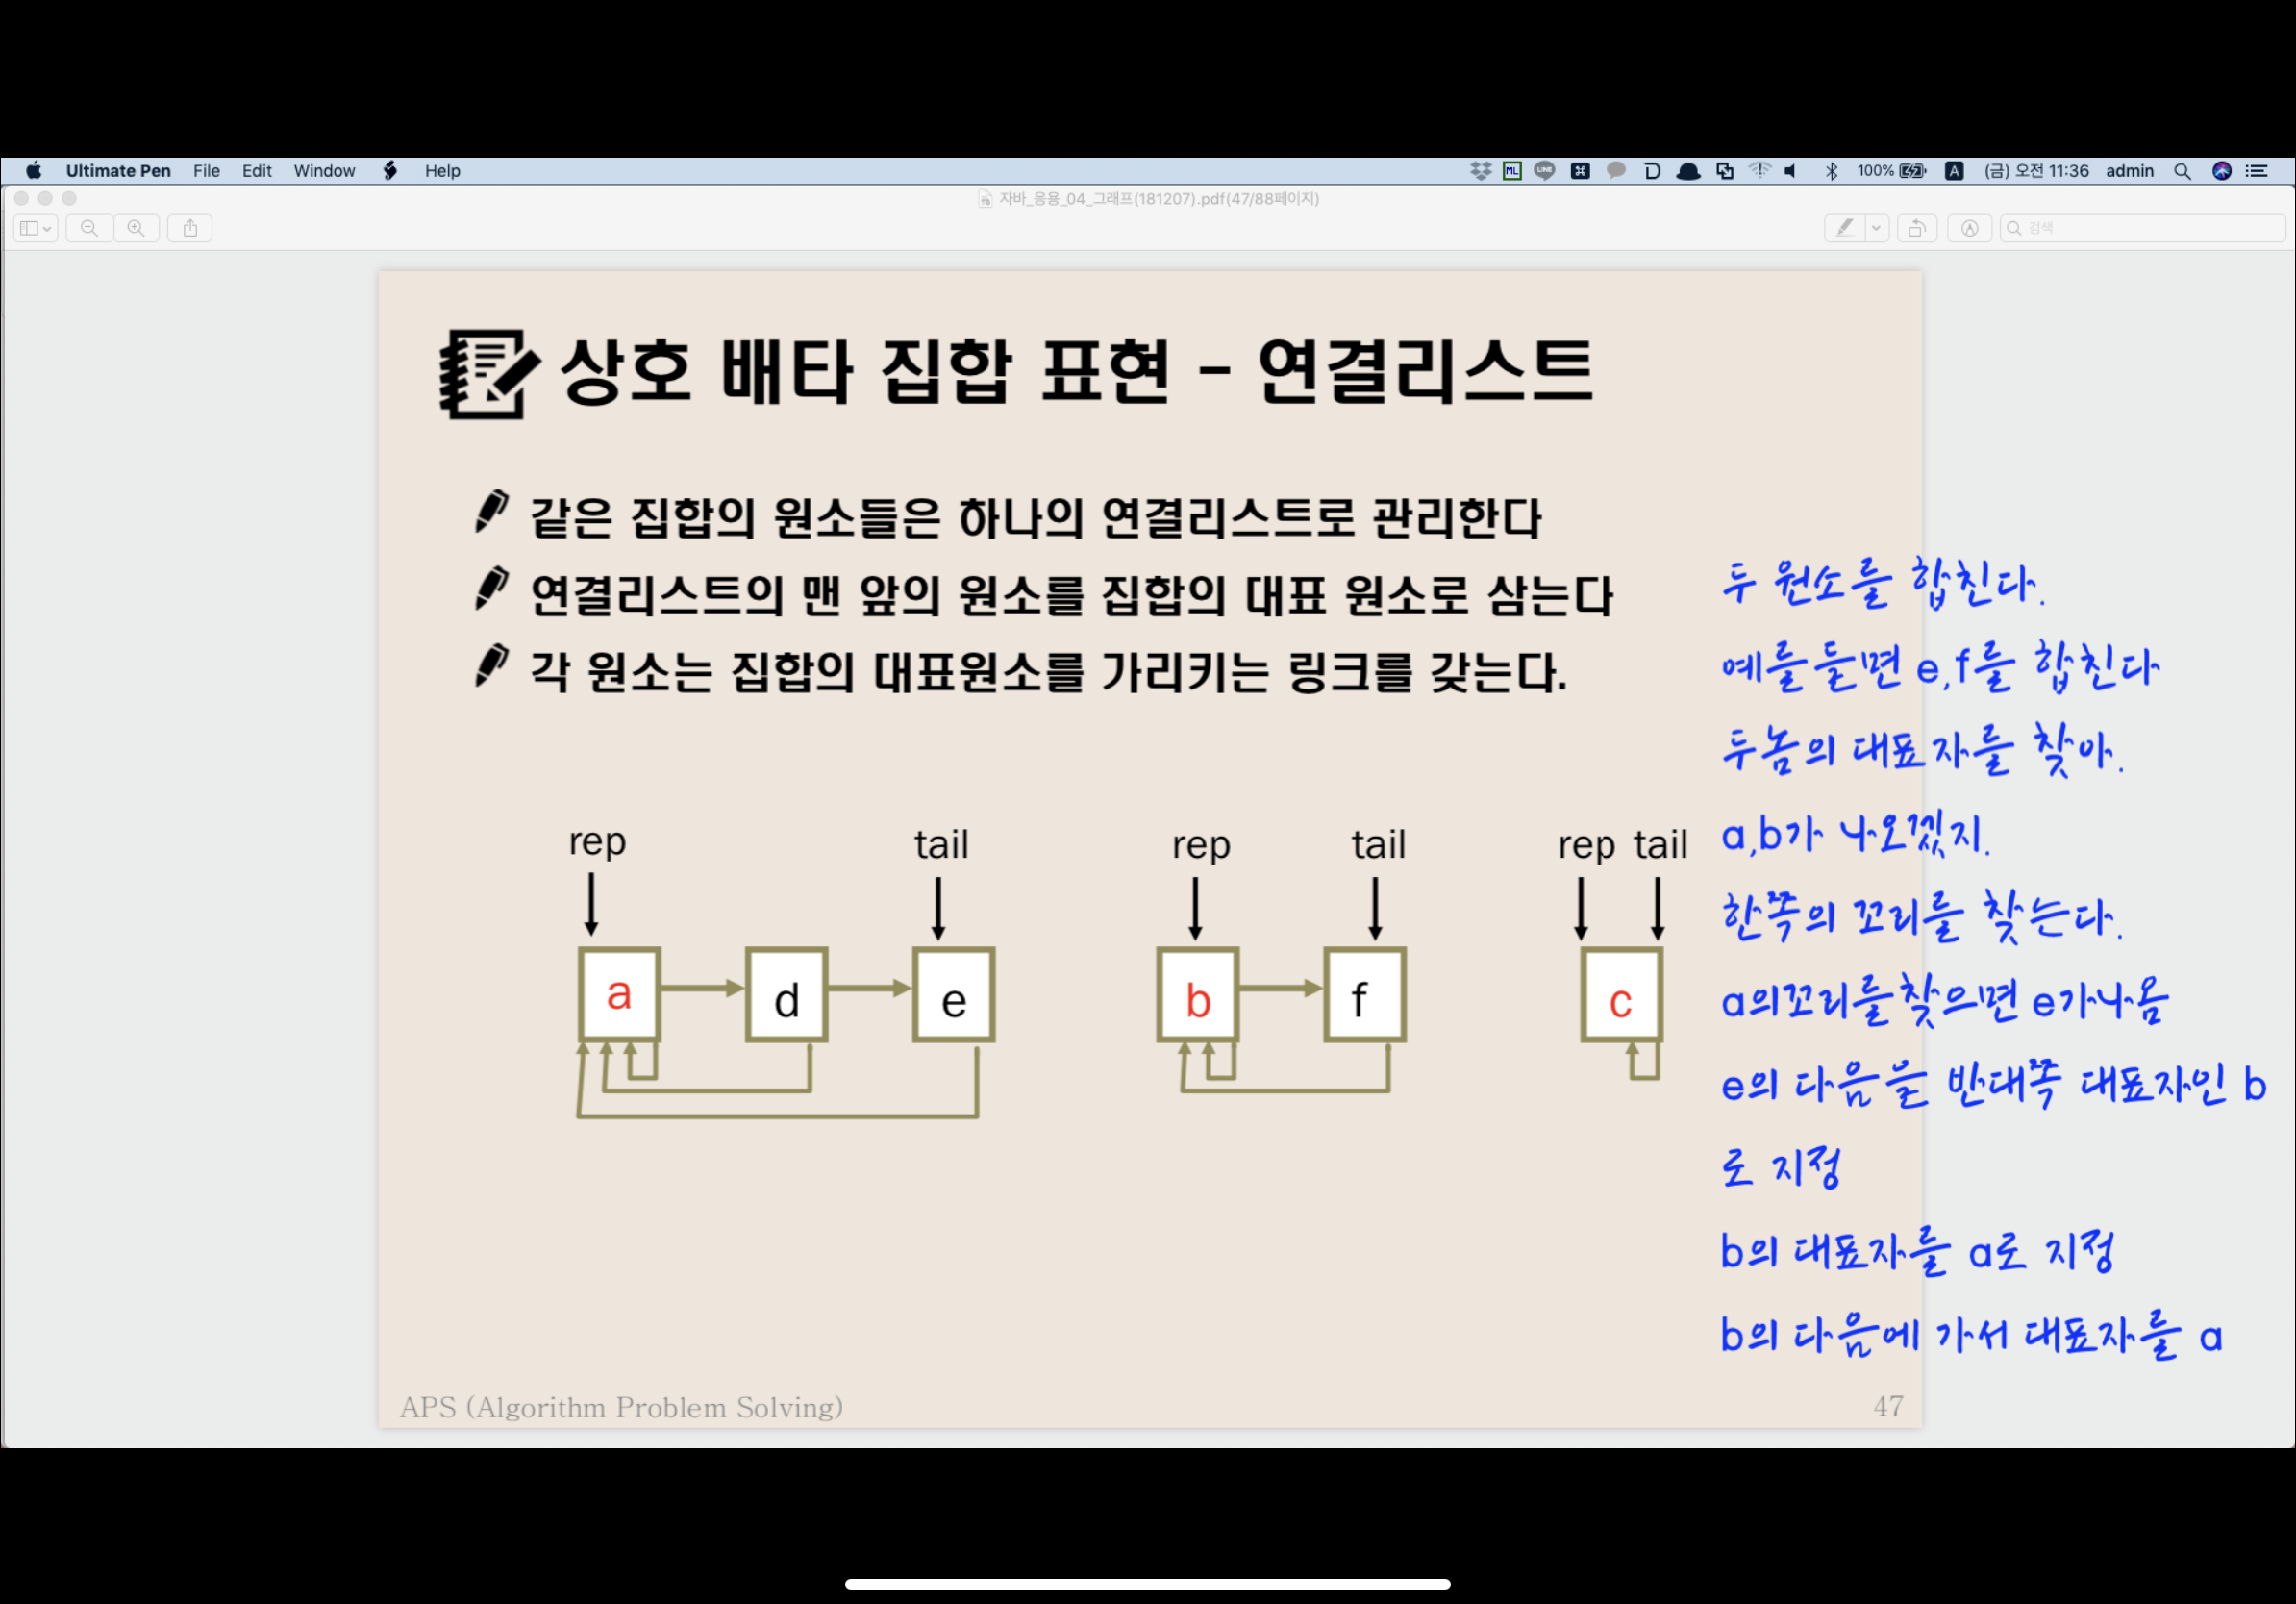 Ultimate Pen File Edit Window Help ML LINE 100% A (금) 오전 11:36 admin
자바_응용_04_그래프(181207).pdf(47/88페이지)
검색
상호 배타 집합 표현 – 연결리스트
같은 집합의 원소들은 하나의 연결리스트로 관리한다
연결리스트의 맨 앞의 원소를 집합의 대표 원소로 삼는다
각 원소는 집합의 대표원소를 가리키는 링크를 갖는다.
두 원소를 합친다.
예를 들면 e,f를 합친다
두놈의 대표자를 찾아.
a,b가 나오겠지.
한쪽의 꼬리를 찾는다.
a의꼬리를찾으면 e가나옴
e의 다음을 반대쪽 대표자인 b
로 지정
b의 대표자를 a로 지정
b의 다음에 가서 대표자를 a
rep tail rep tail rep tail
a d e b f c
APS (Algorithm Problem Solving) 47